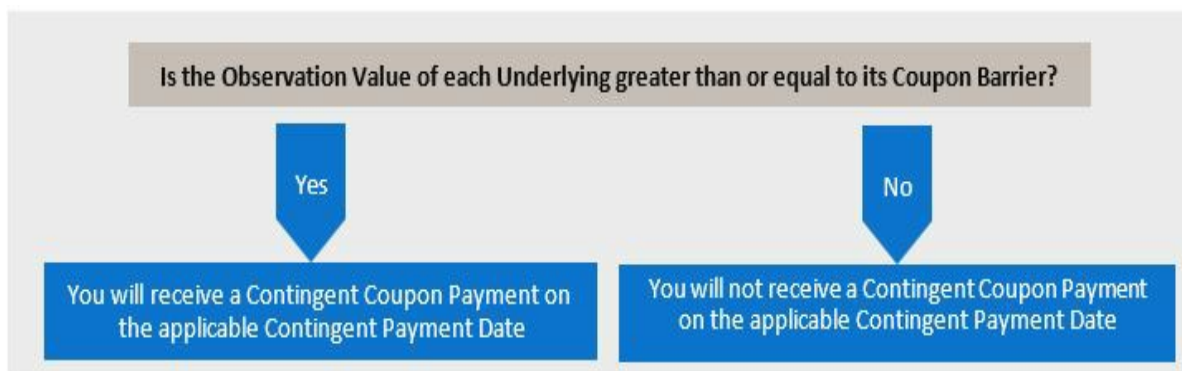 Is the Observation Value of each Underlying greater than or equal to its Coupon Barrier?
Yes
No
You will receive a Contingent Coupon Payment on
the applicable Contingent Payment Date
You will not receive a Contingent Coupon Payment
on the applicable Contingent Payment Date